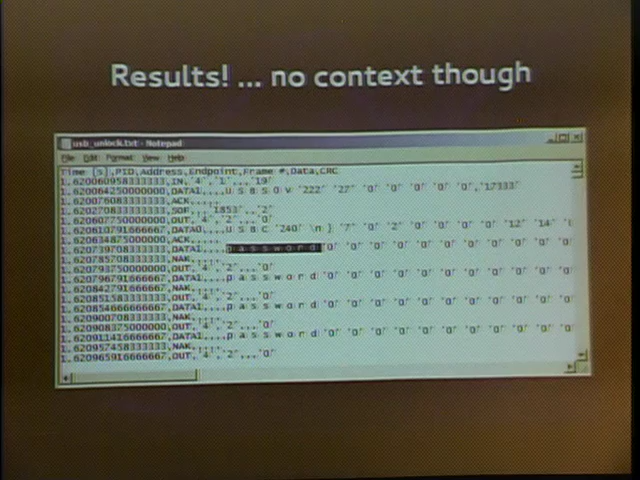 Results! ... no context though
usb_unlock.txt - Notepad
File Edit Format View Help
Time [s],PID,Address,Endpoint,Frame #,Data,CRC
1.620060958333333,IN,'4','1',,,'19'
1.620064250000000,DATA1,,,,U S B S 0 V '222' '27' '0' '0' '0' '0' '0','17333'
1.620076083333333,ACK,,,,,
1.620270833333333,SOF,,,'1853',,'2'
1.620607750000000,OUT,'4','2',,,'0'
1.620610791666667,DATA0,,,,U S B C '240' \n } '7' '0' '2' '0' '0' '0' '0' '12' '14'
1.620634875000000,ACK,,,,,
DATA1,,,,p a s s w o r d '0' '0' '0' '0' '0' '0' '0' '0' '0'
1.620785708333333,NAK,,,,,
1.620793750000000,OUT,'4','2',,,'0'
1.620796791666667,DATA1,,,,p a s s w o r d '0' '0' '0' '0' '0' '0' '0' '0' '0'
1.620842791666667,NAK,,,,,
1.620851583333333,OUT,'4','2',,,'0'
1.620854666666667,DATA1,,,,p a s s w o r d '0' '0' '0' '0' '0' '0' '0' '0' '0'
1.620900708333333,NAK,,,,,
1.620908375000000,OUT,'4','2',,,'0'
1.620911416666667,DATA1,,,,p a s s w o r d '0' '0' '0' '0' '0' '0' '0' '0' '0'
1.620957458333333,NAK,,,,,
1.620965916666667,OUT,'4','2',,,'0'